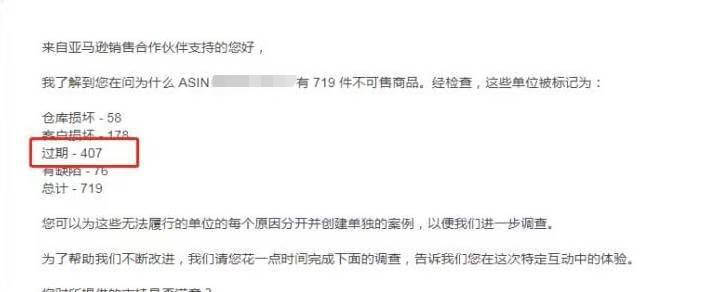 来自亚马逊销售合作伙伴支持的您好，
我了解到您在问为什么 ASIN 有 719 件不可售商品。经检查，这些单位被标记为：
仓库损坏 - 58
客户损坏 - 178
过期 - 407
有缺陷 - 76
总计 - 719
您可以为这些无法履行的单位的每个原因分开并创建单独的案例，以便我们进一步调查。
为了帮助我们不断改进，我们请您花一点时间完成下面的调查，告诉我们您在这次特定互动中的体验。